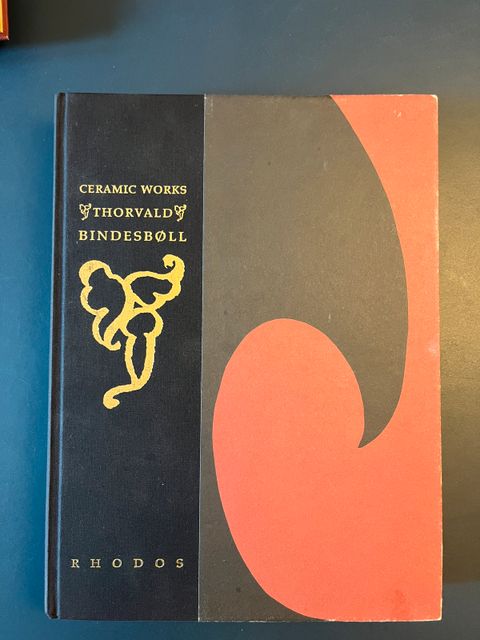 CERAMIC WORKS
THORVALD
BINDESBØLL
RHODOS